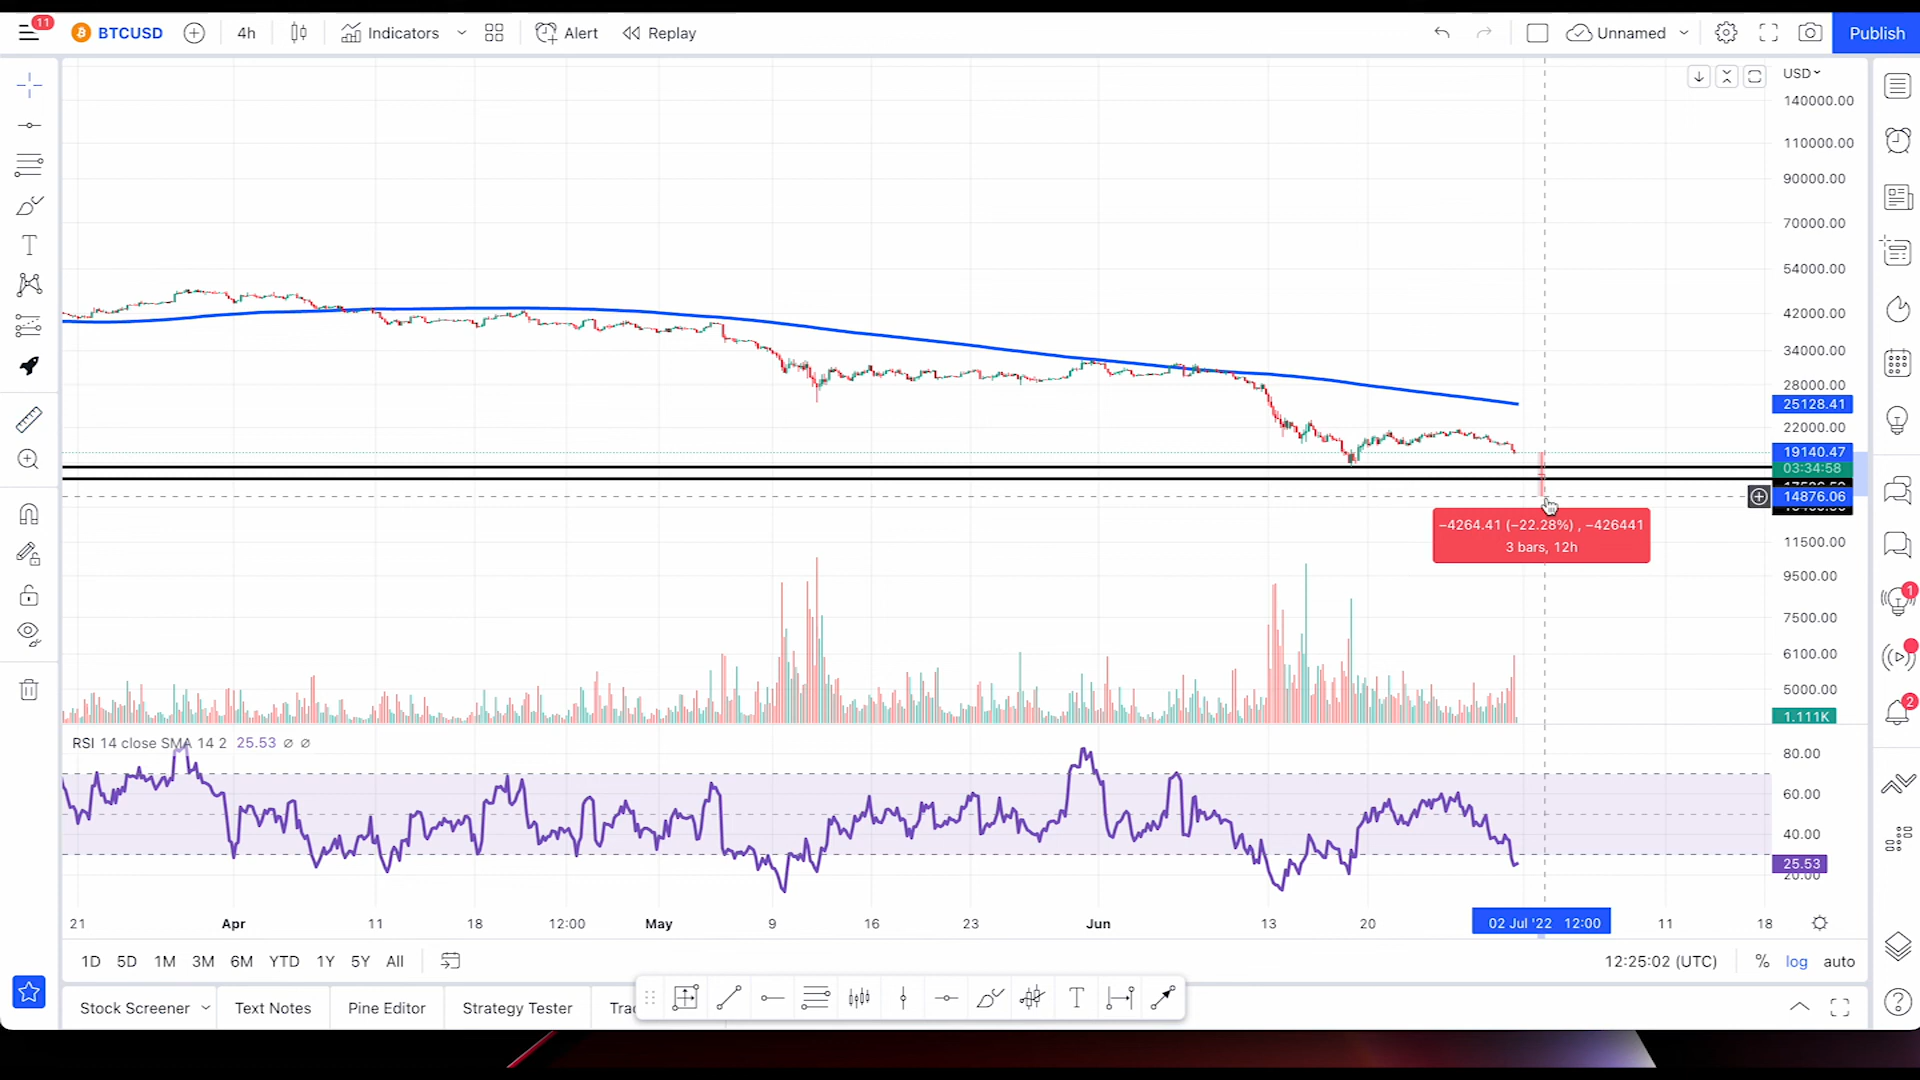 11
BTCUSD
4h
Indicators
Alert
Replay
Unnamed
Publish
USD
140000.00
110000.00
90000.00
70000.00
54000.00
42000.00
34000.00
28000.00
25128.41
22000.00
19140.47
03:34:58
14876.06
−4264.41 (−22.28%) , −426441
3 bars, 12h
11500.00
9500.00
7500.00
6100.00
5000.00
1.111K
1
2
RSI 14 close SMA 14 2 25.53 ∅ ∅
80.00
60.00
40.00
25.53
20.00
21 Apr 11 18 12:00 May 9 16 23 Jun 13 20 02 Jul '22 12:00 11 18
1D 5D 1M 3M 6M YTD 1Y 5Y All
12:25:02 (UTC) % log auto
Stock Screener
Text Notes
Pine Editor
Strategy Tester